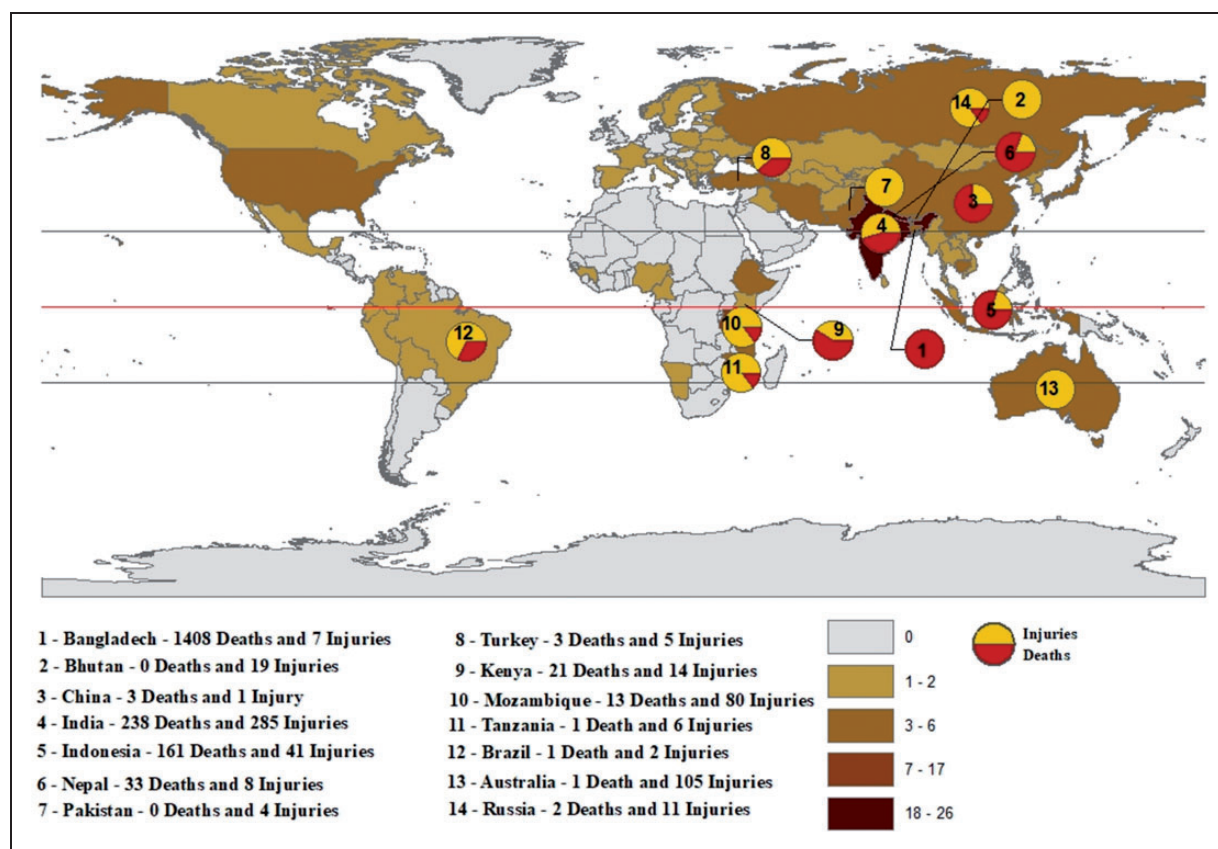 14
2
8
6
7
3
4
5
10
9
12
1
11
13
1 - Bangladech - 1408 Deaths and 7 Injuries
2 - Bhutan - 0 Deaths and 19 Injuries
3 - China - 3 Deaths and 1 Injury
4 - India - 238 Deaths and 285 Injuries
5 - Indonesia - 161 Deaths and 41 Injuries
6 - Nepal - 33 Deaths and 8 Injuries
7 - Pakistan - 0 Deaths and 4 Injuries
8 - Turkey - 3 Deaths and 5 Injuries
9 - Kenya - 21 Deaths and 14 Injuries
10 - Mozambique - 13 Deaths and 80 Injuries
11 - Tanzania - 1 Death and 6 Injuries
12 - Brazil - 1 Death and 2 Injuries
13 - Australia - 1 Death and 105 Injuries
14 - Russia - 2 Deaths and 11 Injuries
0
1 - 2
3 - 6
7 - 17
18 - 26
Injuries
Deaths